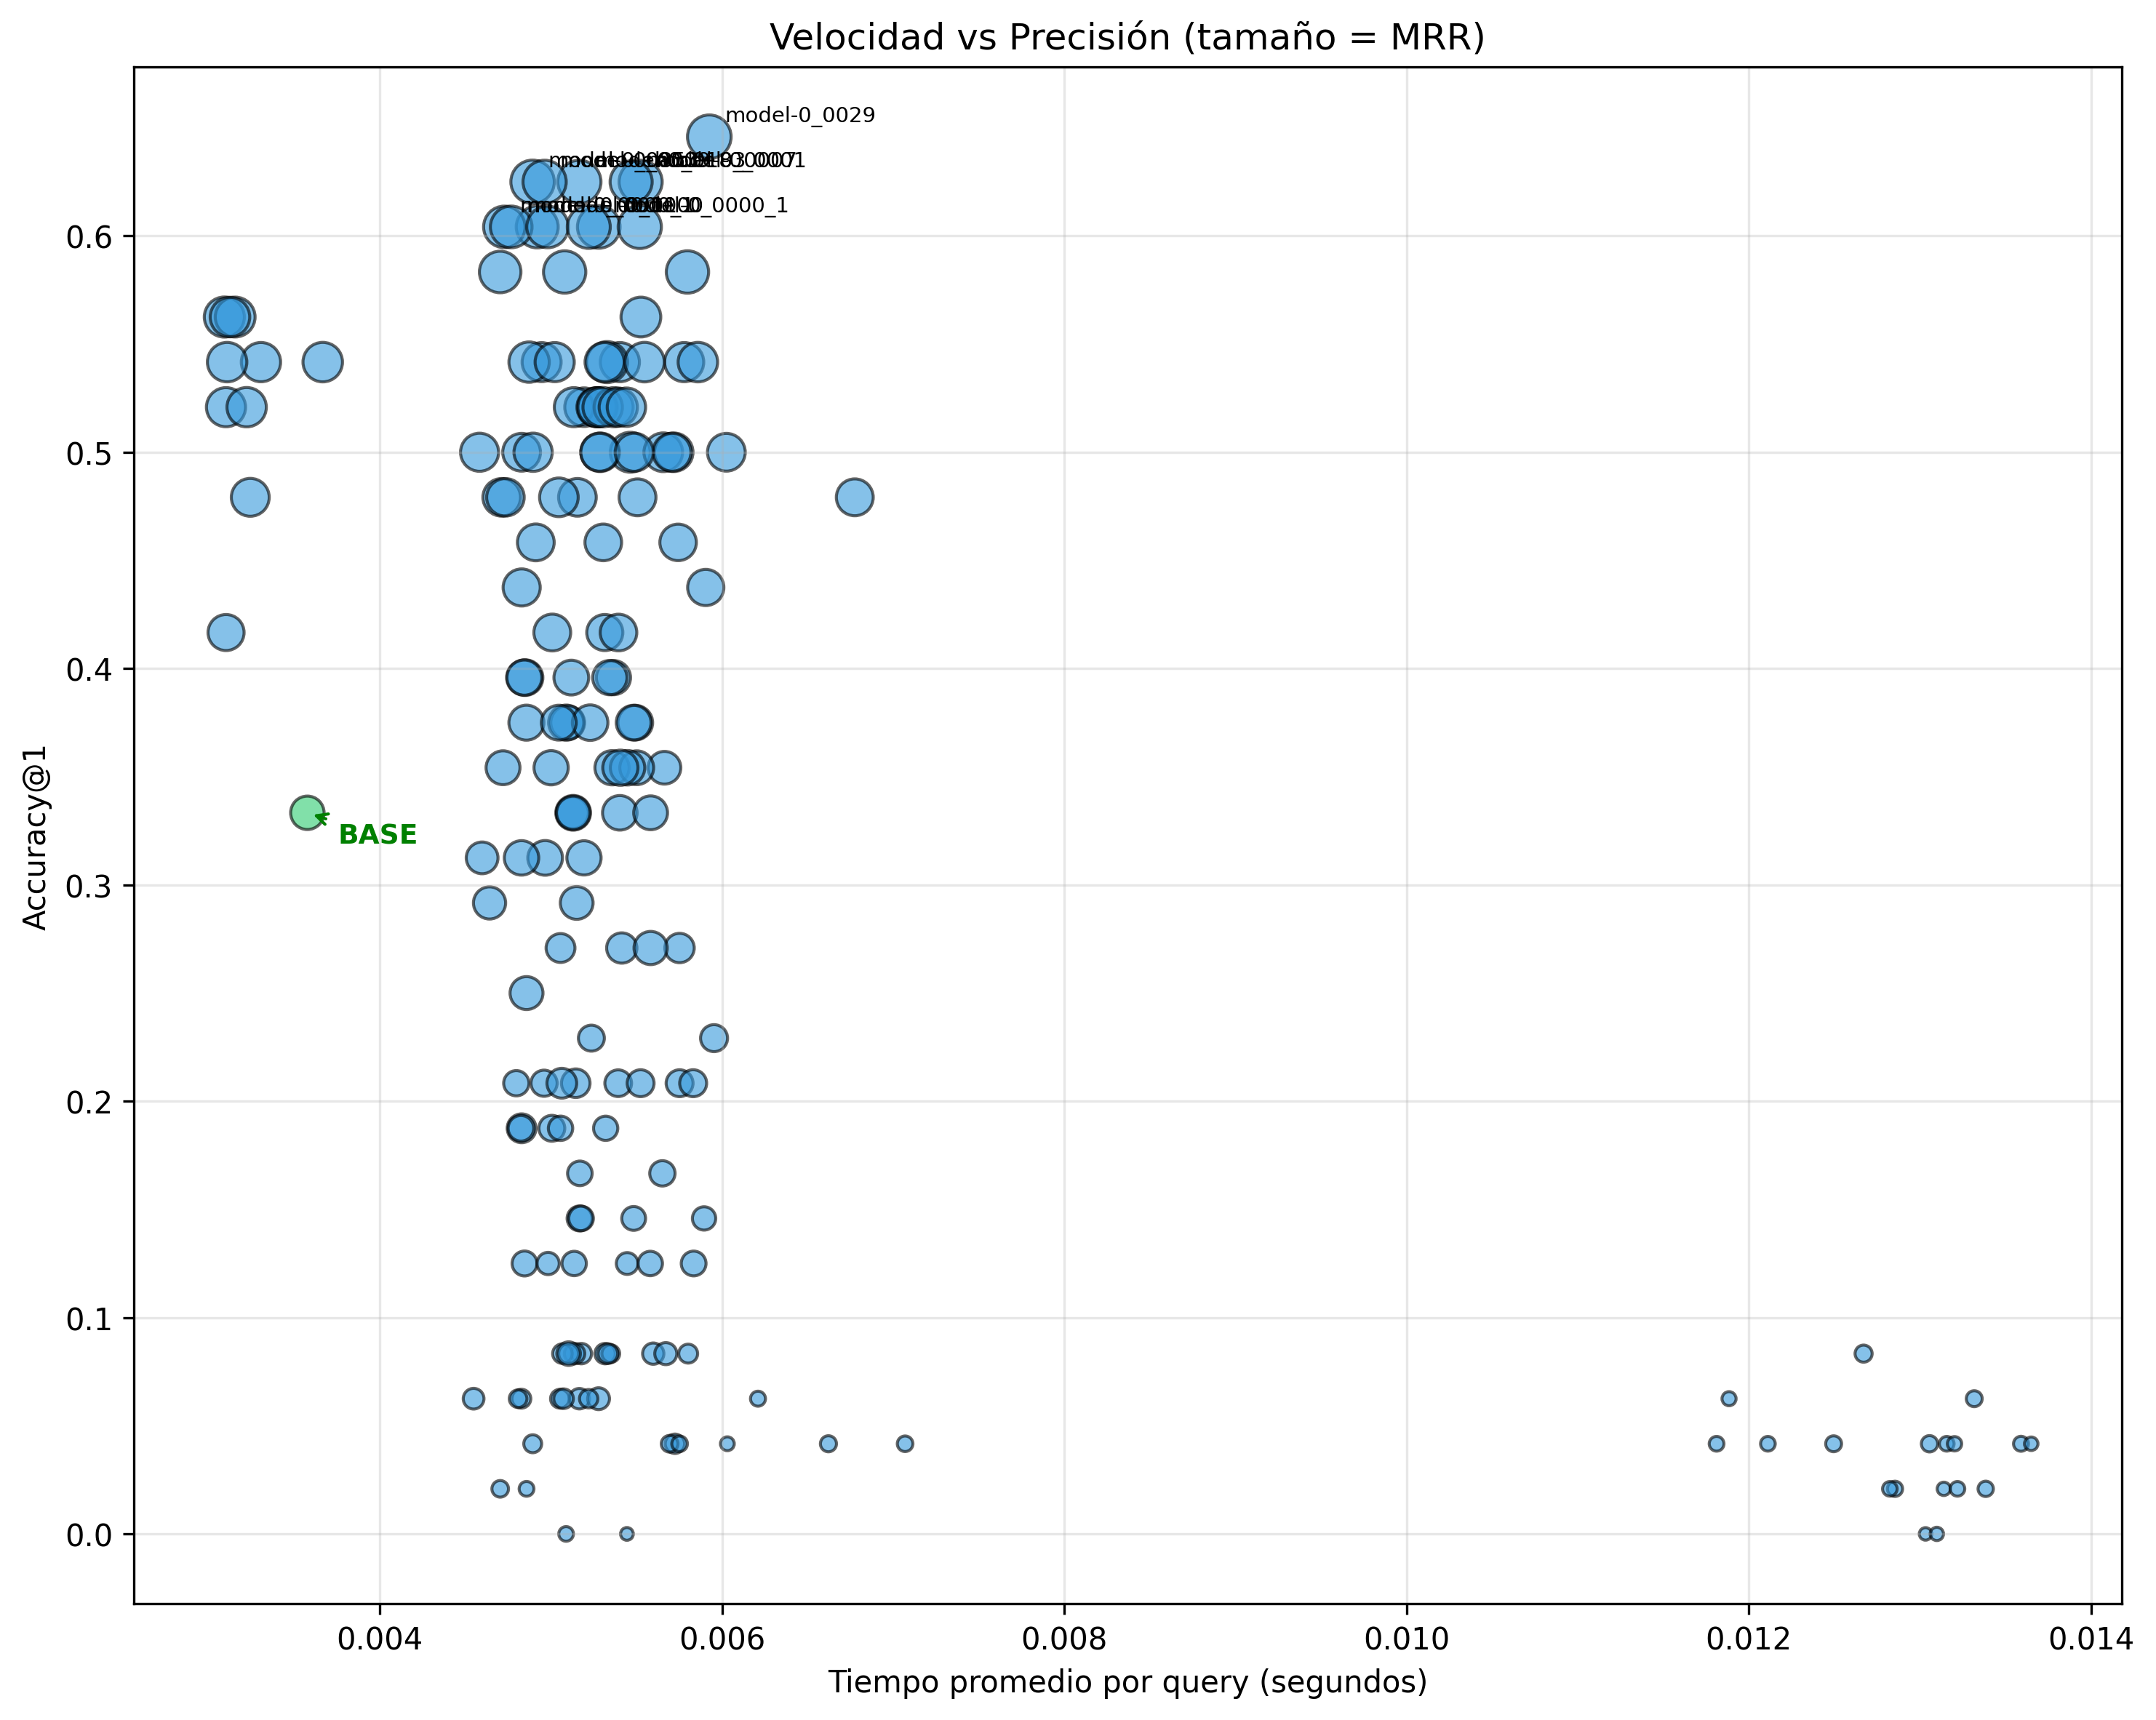 Velocidad vs Precisión (tamaño = MRR)
model-0_0029
0.6
0.5
0.4
Accuracy@1
BASE
0.3
0.2
0.1
0.0
0.004
0.006
0.008
0.010
0.012
0.014
Tiempo promedio por query (segundos)